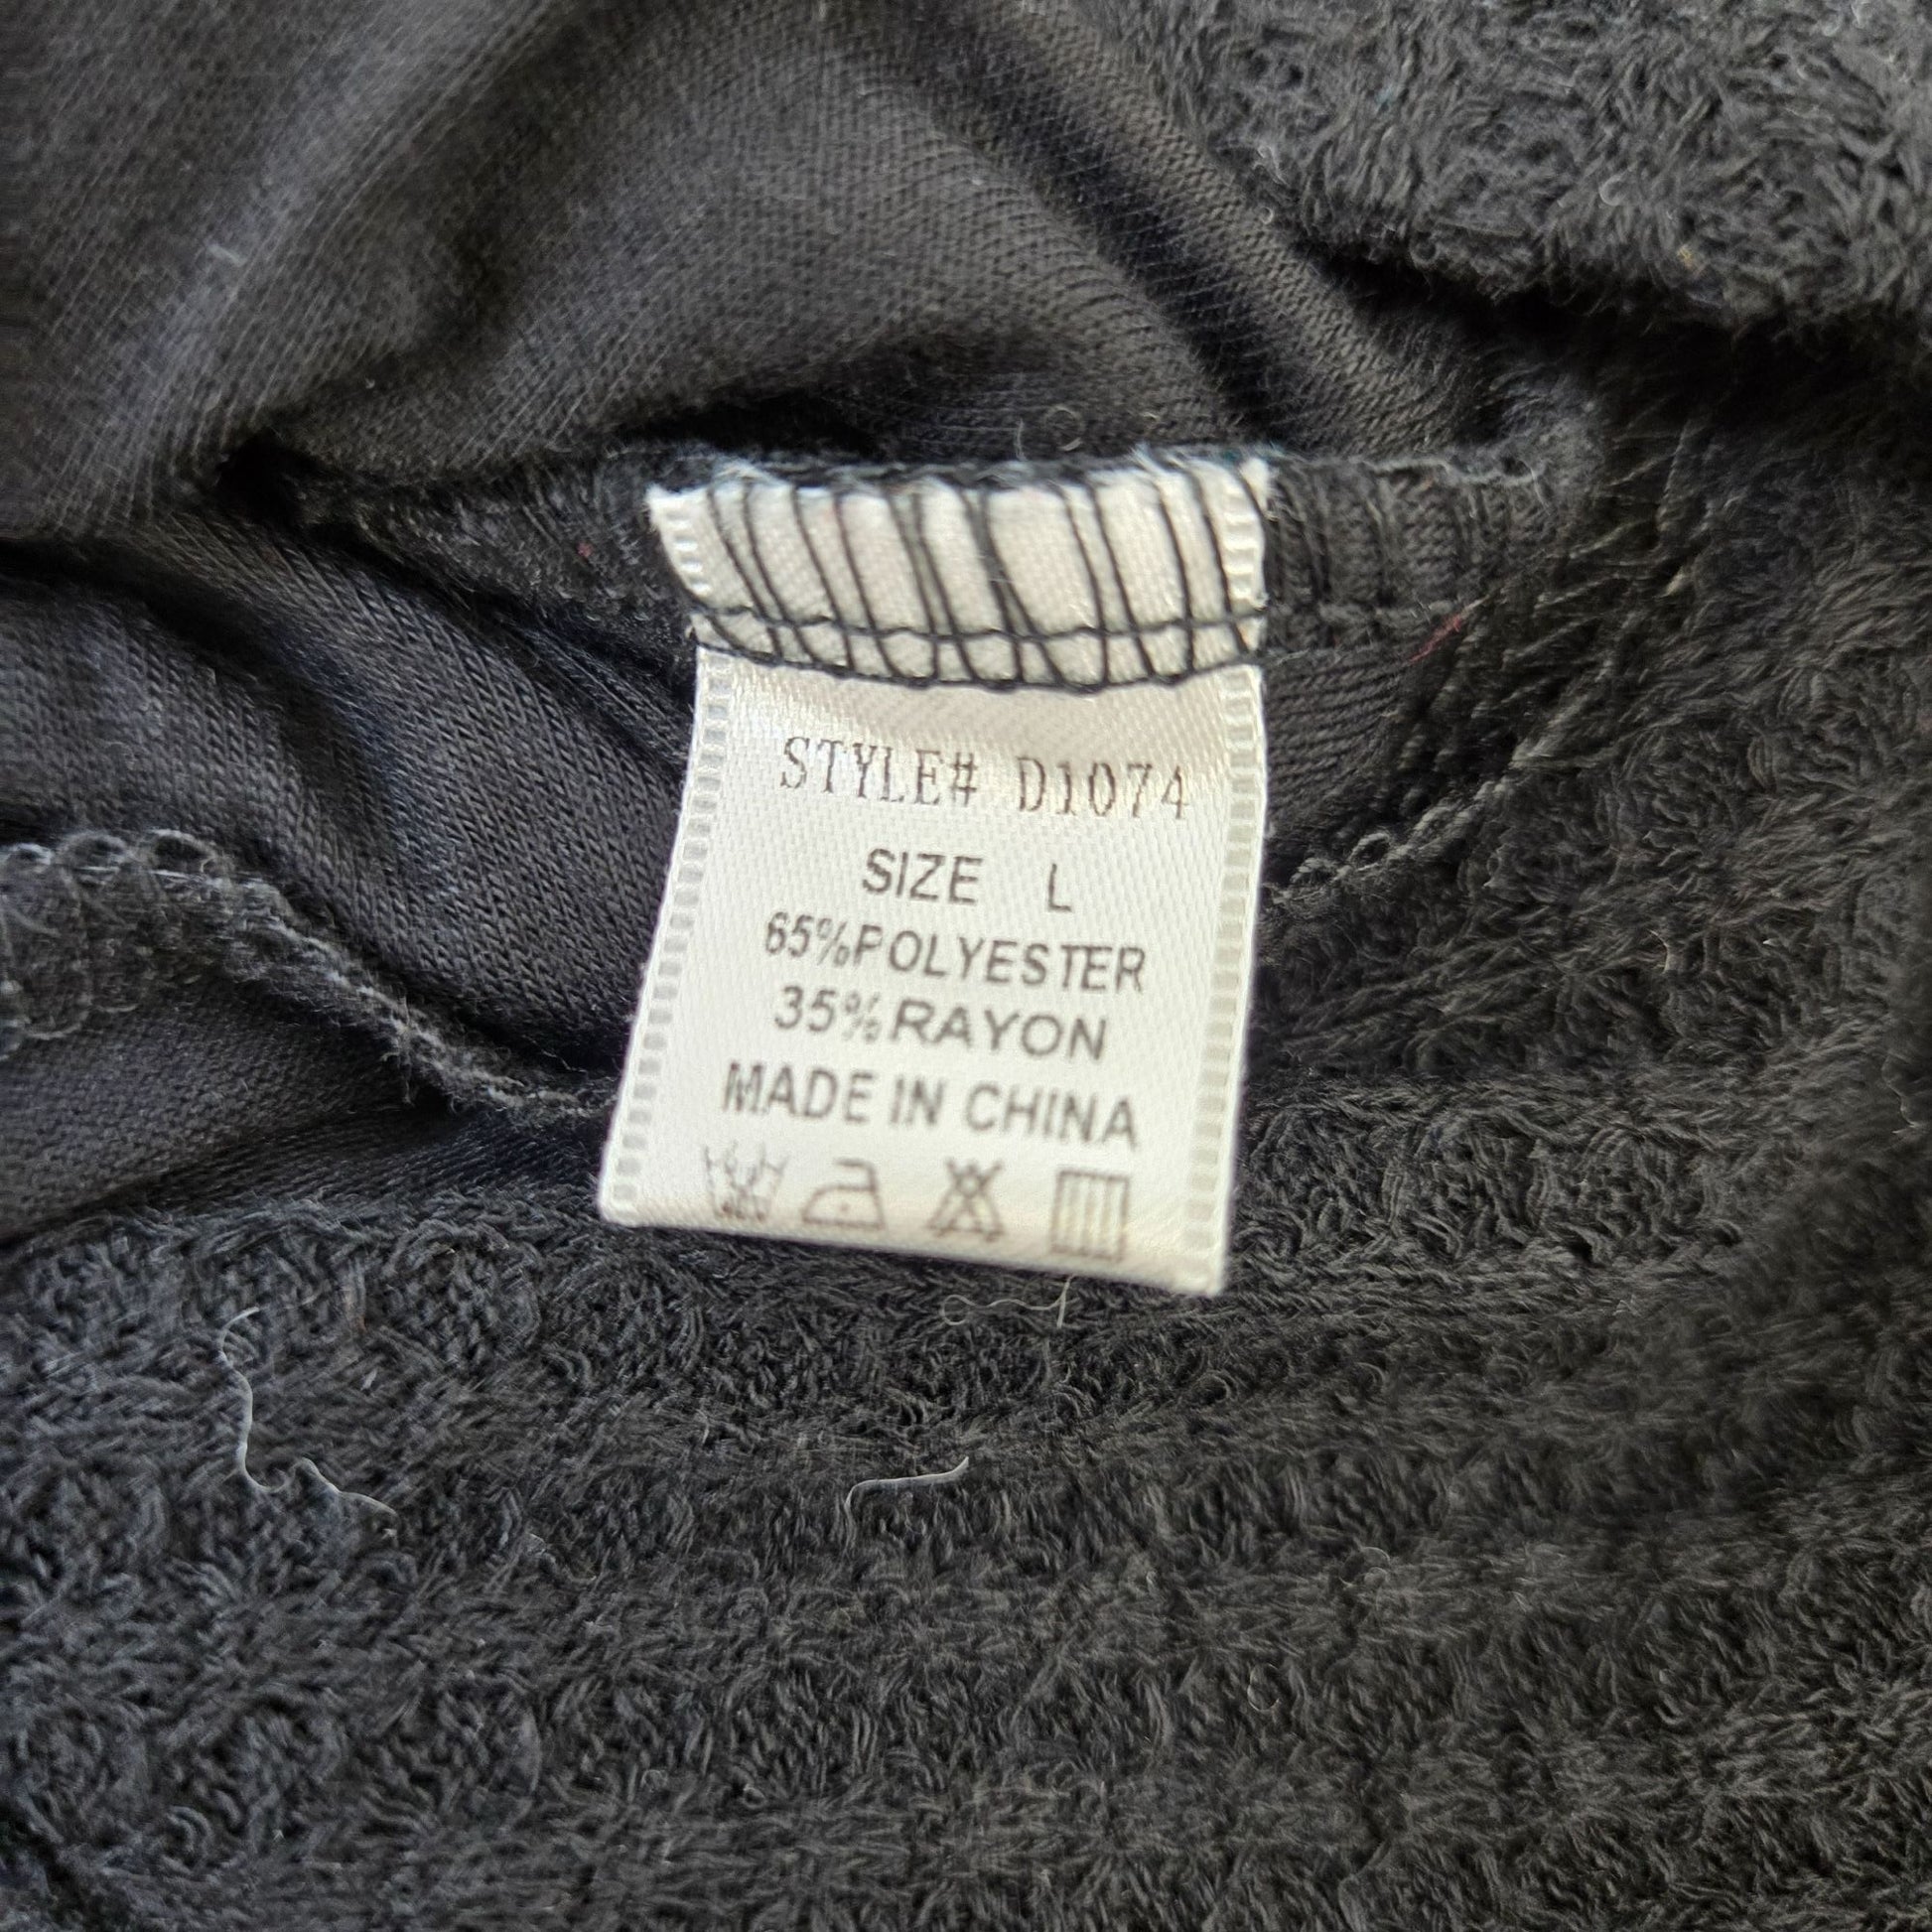 STYLE# D1074
SIZE L
65%POLYESTER
35%RAYON
MADE IN CHINA